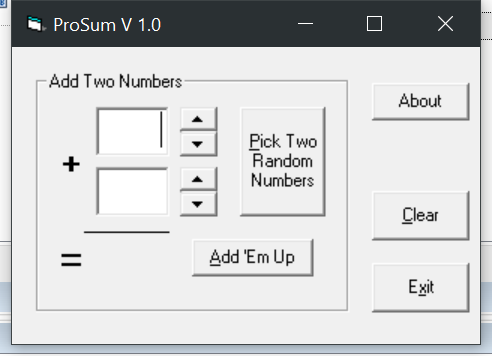 ProSum V 1.0
Add Two Numbers
About
+
Pick Two
Random
Numbers
Clear
=
Add 'Em Up
Exit